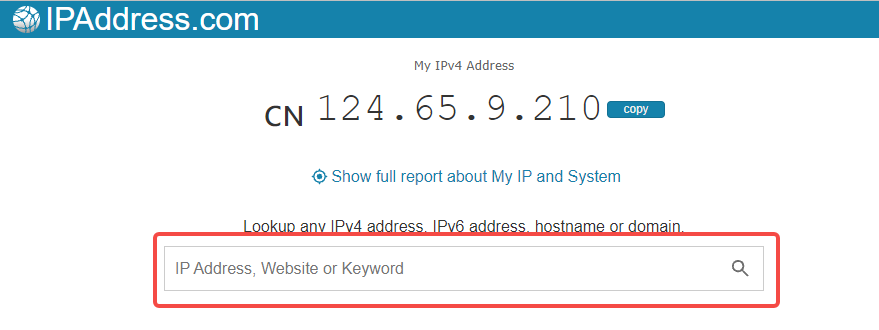 IPAddress.com
My IPv4 Address
CN 124.65.9.210 copy
Show full report about My IP and System
Lookup any IPv4 address, IPv6 address, hostname or domain.
IP Address, Website or Keyword